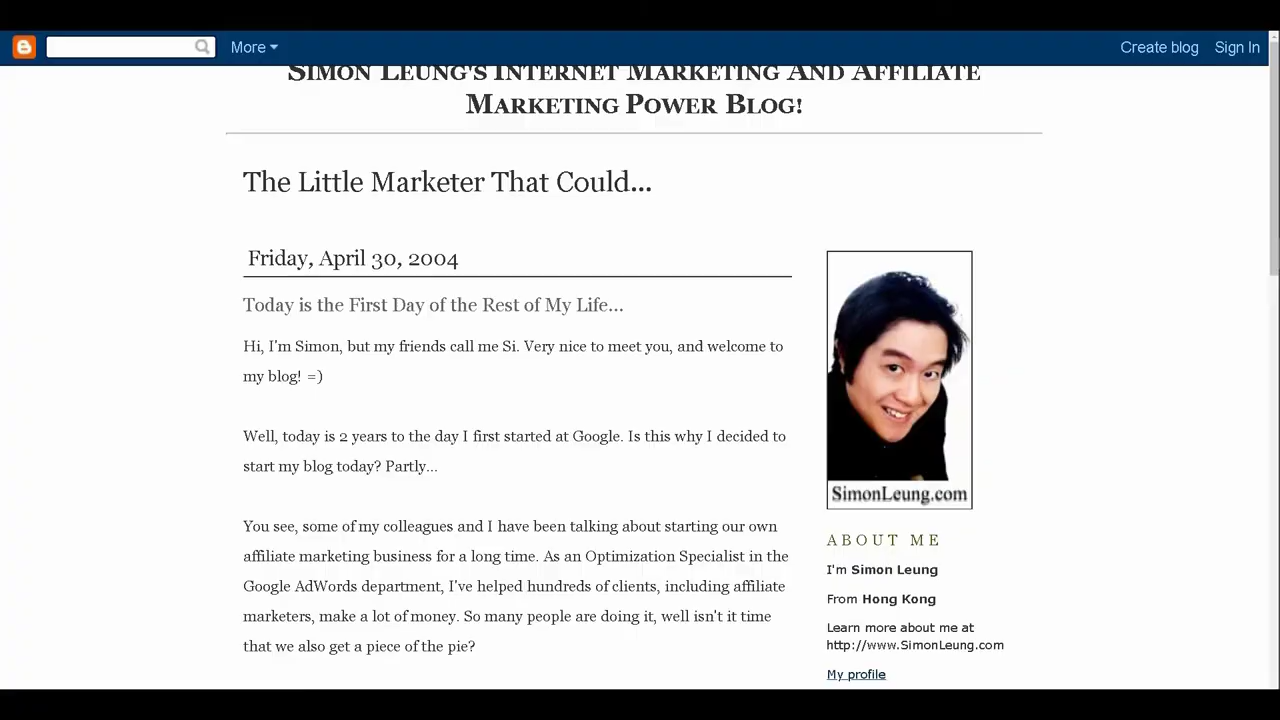 More
Create blog Sign In
Simon Leung's Internet Marketing And Affiliate
Marketing Power Blog!
The Little Marketer That Could...
Friday, April 30, 2004
Today is the First Day of the Rest of My Life...
Hi, I'm Simon, but my friends call me Si. Very nice to meet you, and welcome to
my blog! =)
Well, today is 2 years to the day I first started at Google. Is this why I decided to
start my blog today? Partly...
You see, some of my colleagues and I have been talking about starting our own
affiliate marketing business for a long time. As an Optimization Specialist in the
Google AdWords department, I've helped hundreds of clients, including affiliate
marketers, make a lot of money. So many people are doing it, well isn't it time
that we also get a piece of the pie?
SimonLeung.com
ABOUT ME
I'm Simon Leung
From Hong Kong
Learn more about me at
http://www.SimonLeung.com
My profile